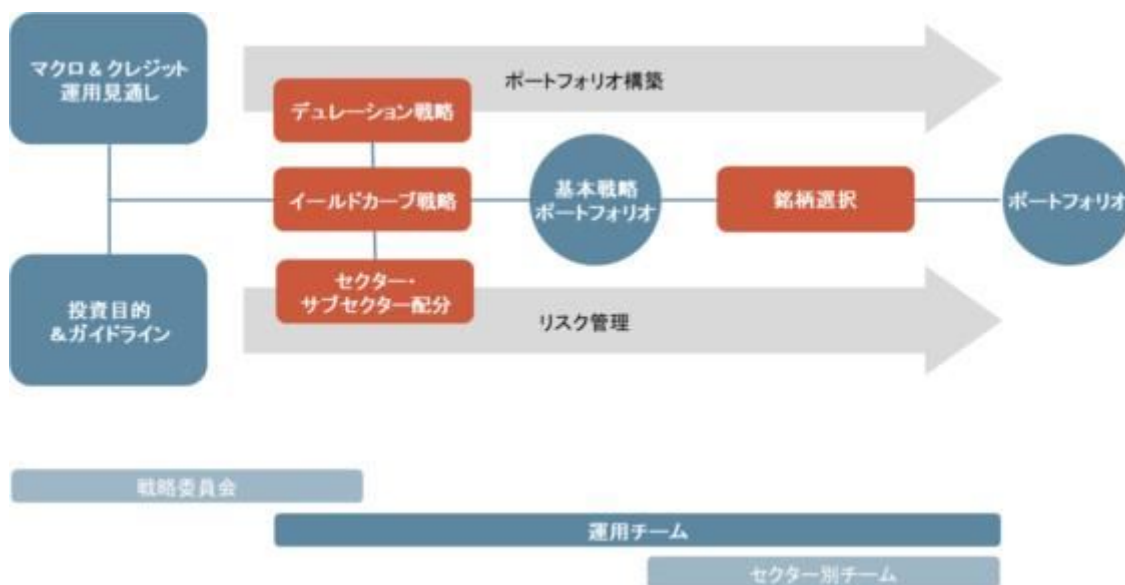 マクロ&クレジット
運用見通し
ポートフォリオ構築
デュレーション戦略
イールドカーブ戦略
基本戦略
ポートフォリオ
銘柄選択
ポートフォリオ
セクター・
サブセクター配分
投資目的
&ガイドライン
リスク管理
戦略委員会
運用チーム
セクター別チーム